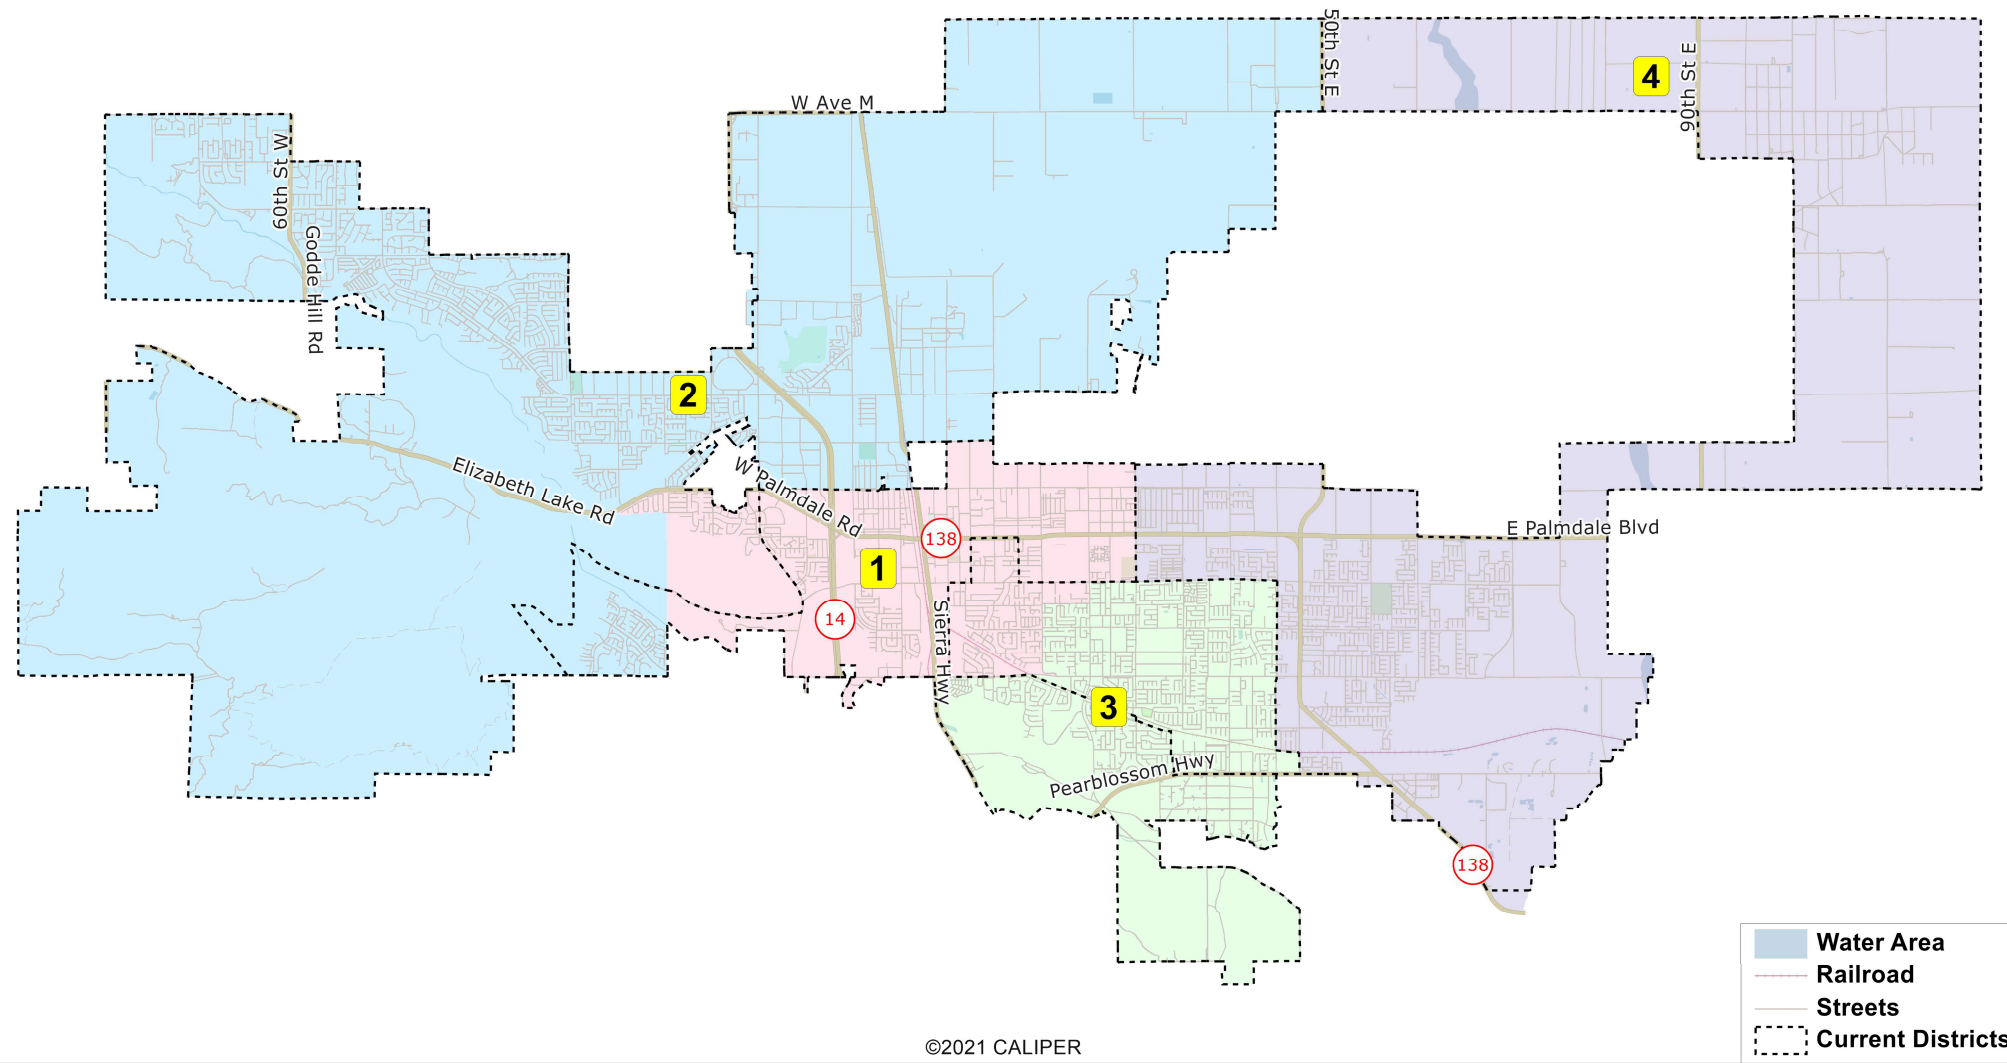 50th St E
4
90th St E
W Ave M
60th St W
Godde Hill Rd
2
Elizabeth Lake Rd
W Palmdale Rd
138
E Palmdale Blvd
1
14
Sierra Hwy
3
Pearblossom Hwy
138
Water Area
Railroad
Streets
Current Districts
©2021 CALIPER